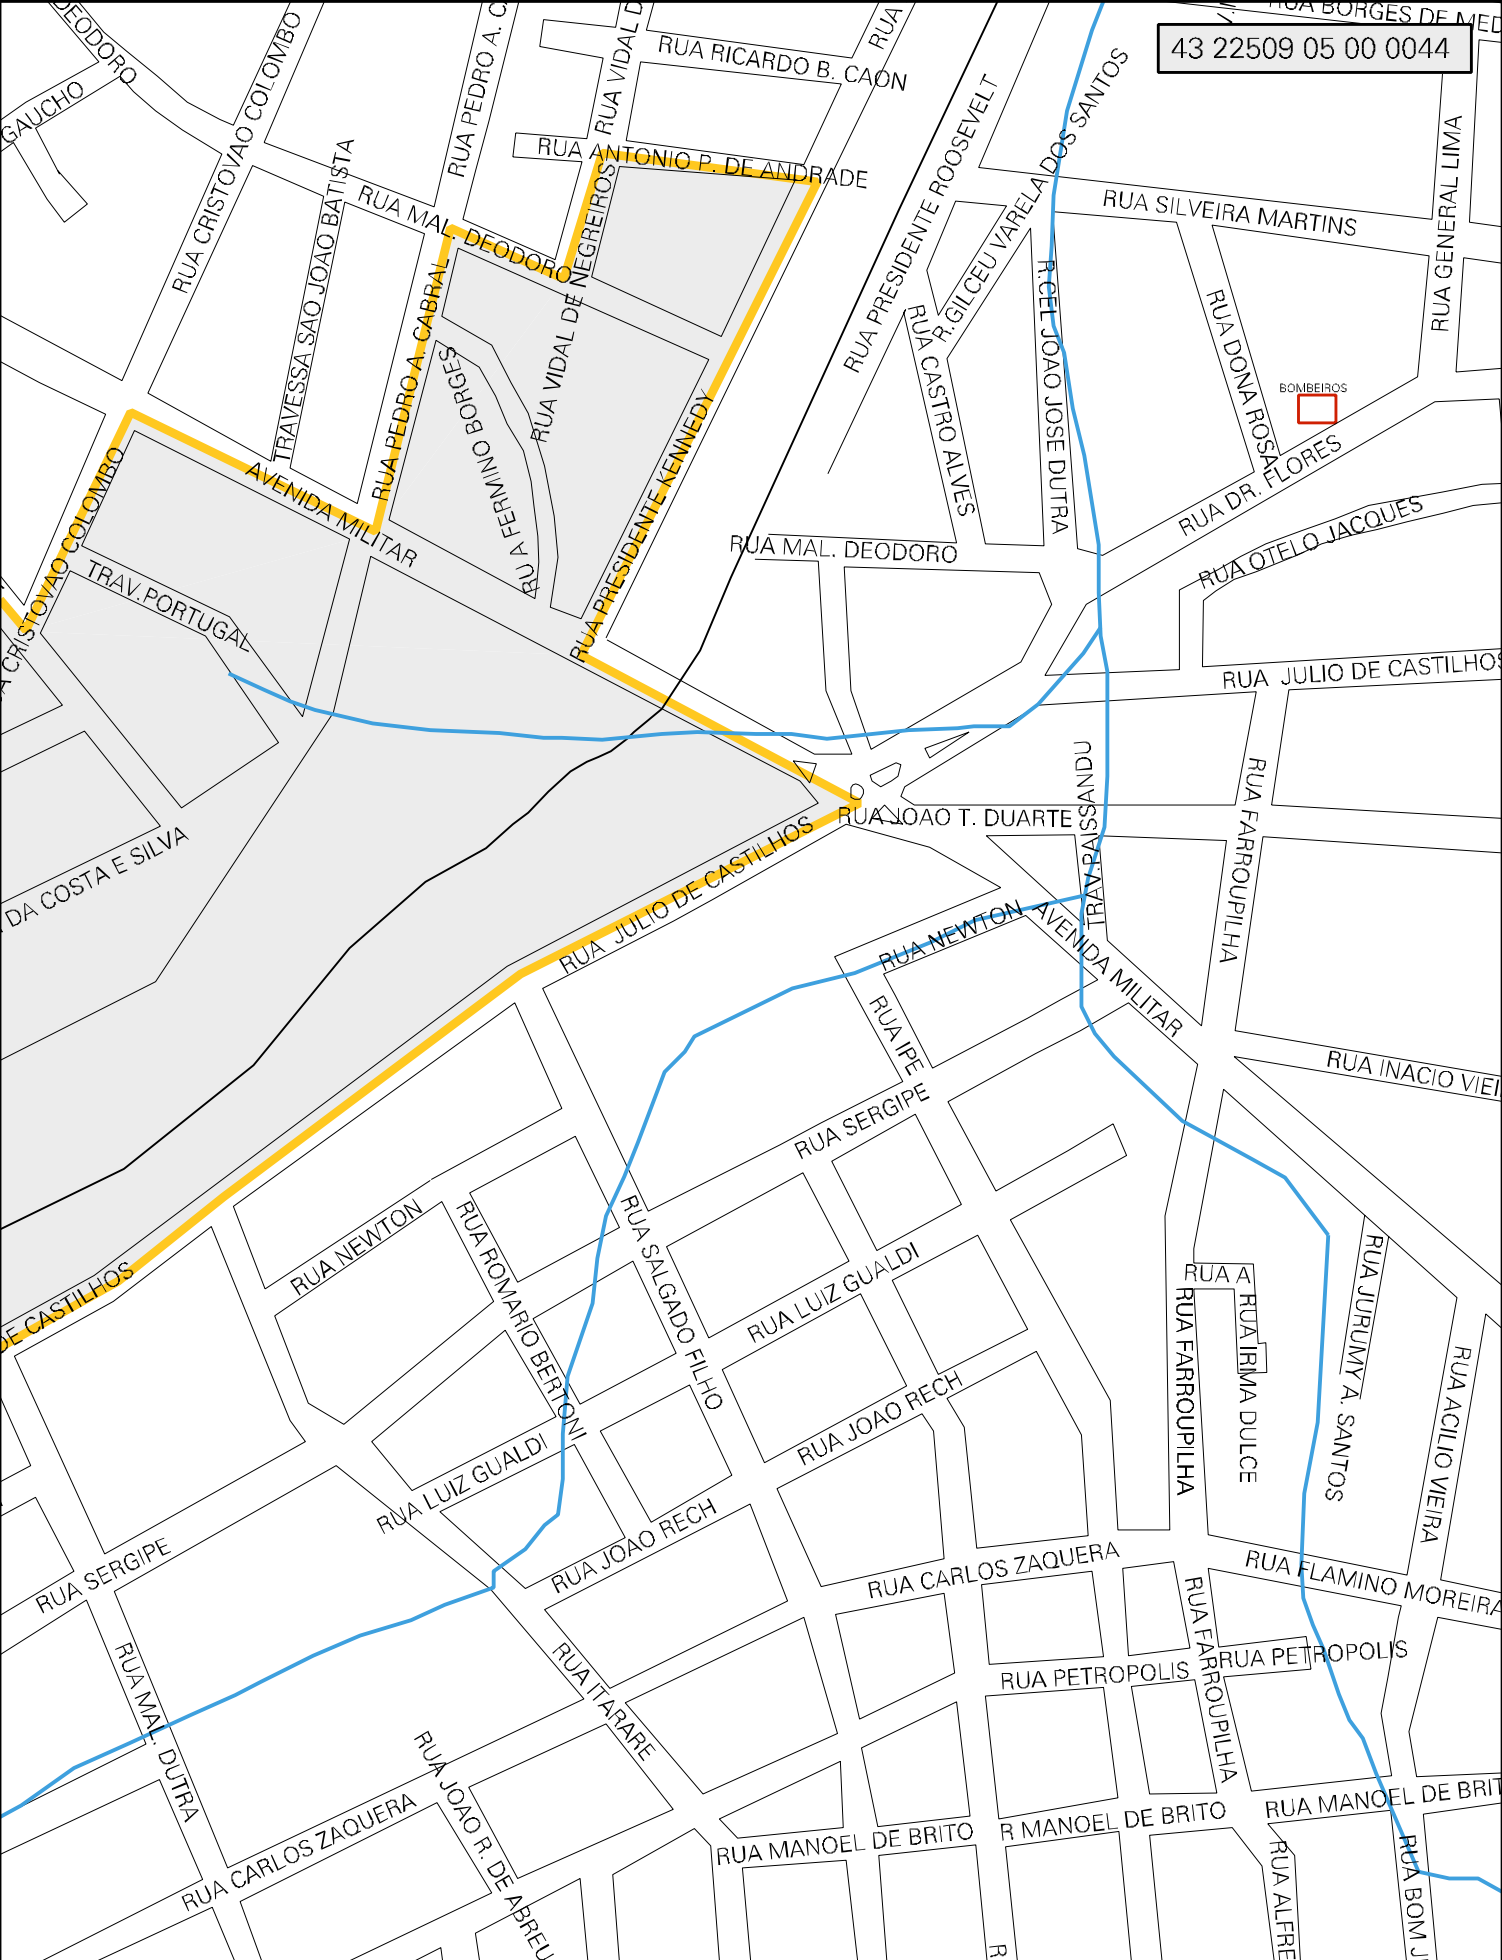 RUA BORGES DE MED
43 22509 05 00 0044
DEODORO
GAUCHO
RUA CRISTOVAO COLOMBO
RUA PEDRO A. C
RUA VIDAL D
RUA RICARDO B. CAON
RUA
RUA ANTONIO P. DE ANDRADE
RUA MAL. DEODORO
TRAVESSA SAO JOAO BATISTA
RUA PEDRO A. CABRAL
RUA VIDAL DE NEGREIROS
RUA FERMINO BORGES
RUA PRESIDENTE KENNEDY
RUA PRESIDENTE ROOSEVELT
R.GILCEU VARELA DOS SANTOS
RUA SILVEIRA MARTINS
RUA GENERAL LIMA
R.CEL JOAO JOSE DUTRA
RUA CASTRO ALVES
RUA DONA ROSA
BOMBEIROS
RUA DR. FLORES
RUA OTELO JACQUES
RUA MAL. DEODORO
AVENIDA MILITAR
TRAV.PORTUGAL
A CRISTOVAO COLOMBO
RUA JULIO DE CASTILHOS
TRAV. PAISSANDU
RUA FARROUPILHA
RUA JOAO T. DUARTE
DA COSTA E SILVA
RUA JULIO DE CASTILHOS
RUA NEWTON
AVENIDA MILITAR
RUA IPE
RUA INACIO VIEI
RUA SERGIPE
RUA NEWTON
RUA ROMARIO BERTONI
RUA SALGADO FILHO
RUA LUIZ GUALDI
DE CASTILHOS
RUA A
RUA FARROUPILHA
RUA IRMA DULCE
RUA JURUMY A. SANTOS
RUA ACILIO VIEIRA
RUA JOAO RECH
RUA LUIZ GUALDI
RUA JOAO RECH
RUA SERGIPE
RUA CARLOS ZAQUERA
RUA FLAMINO MOREIRA
RUA FARROUPILHA
RUA PETROPOLIS
RUA PETROPOLIS
RUA MAL. DUTRA
RUA ITARARE
RUA JOAO R. DE ABREU
RUA CARLOS ZAQUERA
RUA MANOEL DE BRITO
R MANOEL DE BRITO
RUA MANOEL DE BRIT
RUA ALFRE
RUA BOM J
R